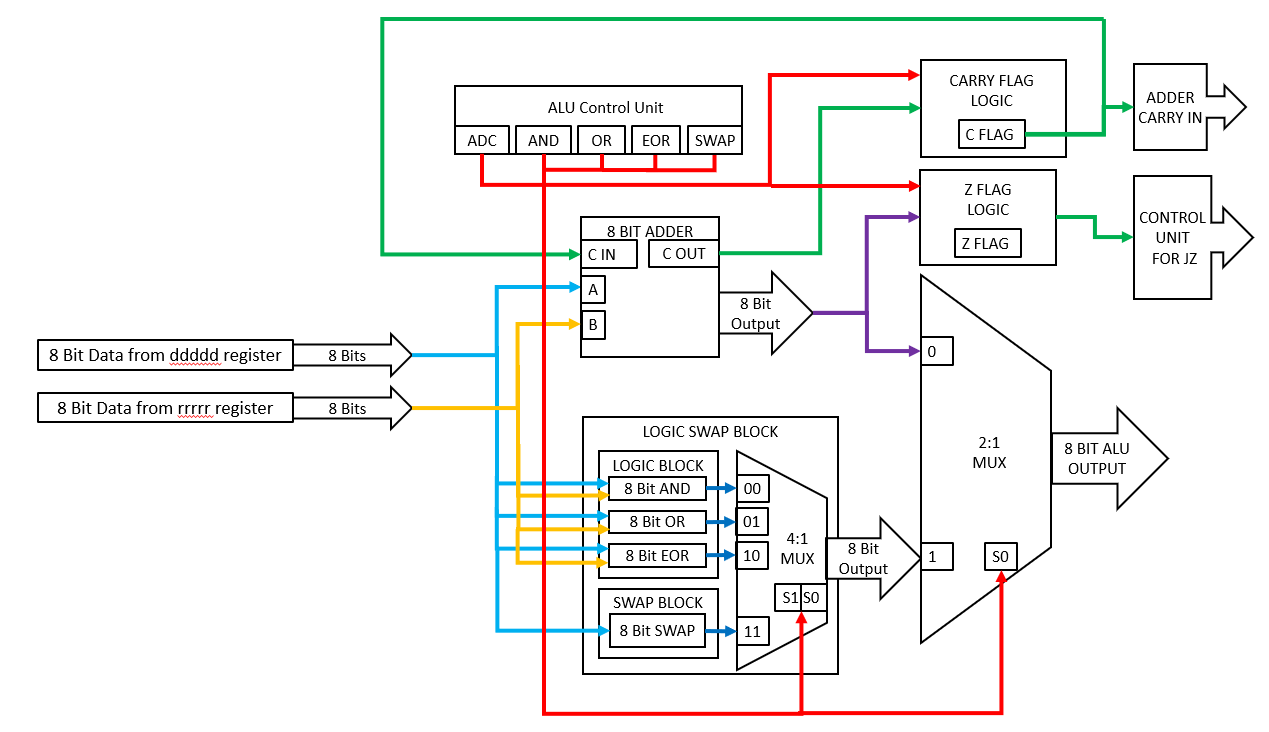 ALU Control Unit
ADC AND OR EOR SWAP
CARRY FLAG
LOGIC
C FLAG
ADDER
CARRY IN
Z FLAG
LOGIC
Z FLAG
CONTROL
UNIT
FOR JZ
8 BIT ADDER
C IN C OUT
A
B
8 Bit
Output
8 Bit Data from ddddd register
8 Bits
8 Bit Data from rrrrr register
8 Bits
LOGIC SWAP BLOCK
LOGIC BLOCK
8 Bit AND
8 Bit OR
8 Bit EOR
SWAP BLOCK
8 Bit SWAP
00
01
10
11
4:1
MUX
S1 S0
8 Bit
Output
0
1
2:1
MUX
S0
8 BIT ALU
OUTPUT